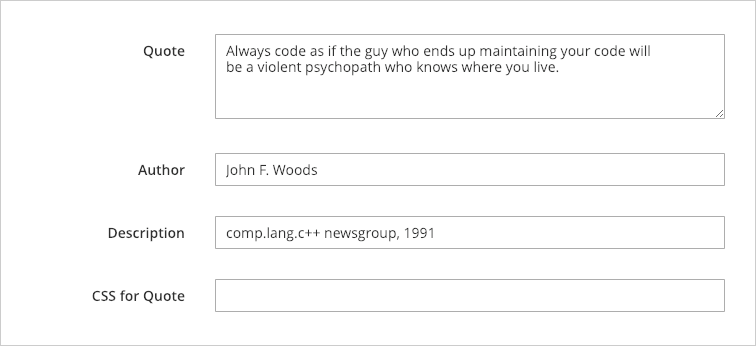 Quote
Always code as if the guy who ends up maintaining your code will
be a violent psychopath who knows where you live.
Author
John F. Woods
Description
comp.lang.c++ newsgroup, 1991
CSS for Quote